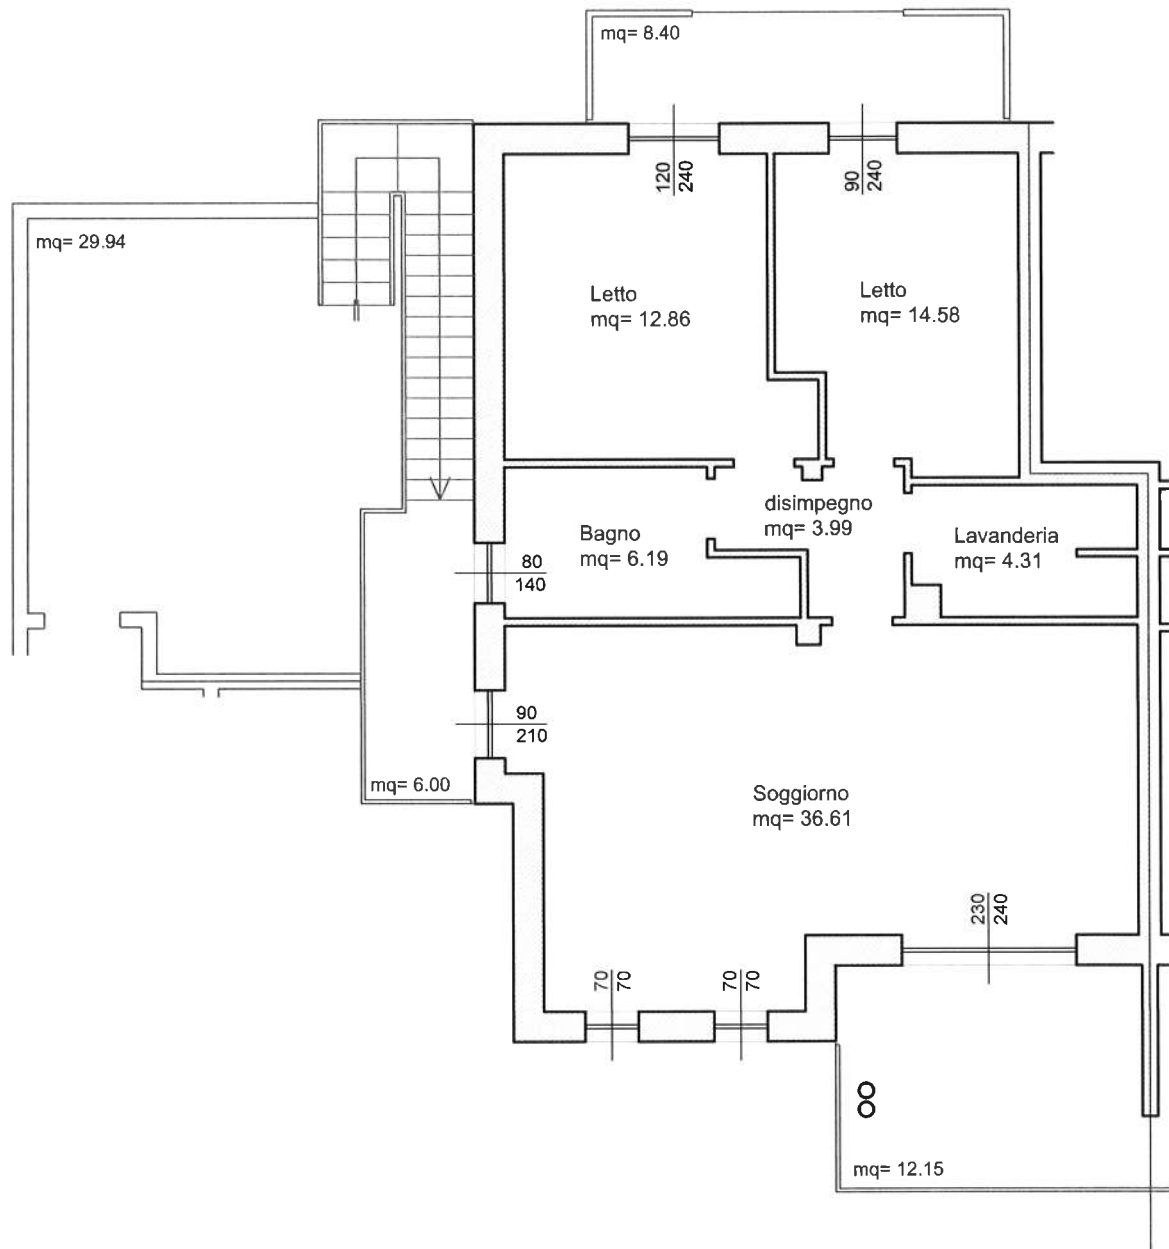 mq= 8.40
120
240
90
240
mq= 29.94
Letto
mq= 12.86
Letto
mq= 14.58
disimpegno
mq= 3.99
Bagno
mq= 6.19
Lavanderia
mq= 4.31
80
140
90
210
mq= 6.00
Soggiorno
mq= 36.61
230
240
70
70
70
70
mq= 12.15